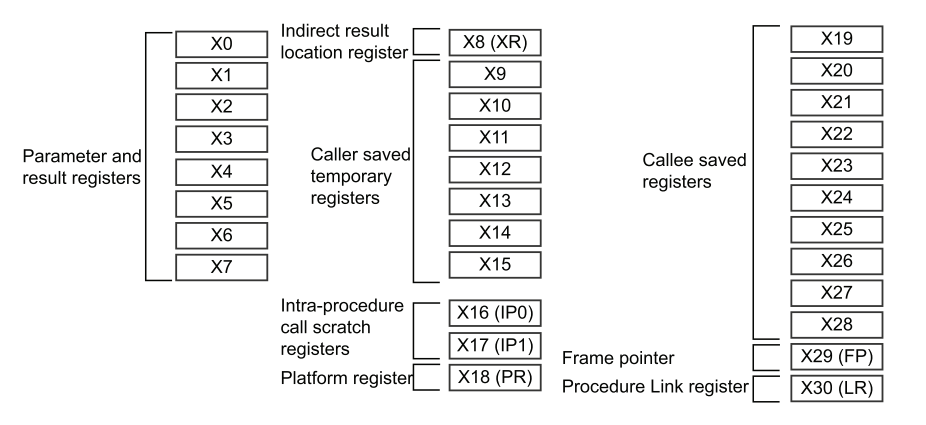 Parameter and
result registers
X0
X1
X2
X3
X4
X5
X6
X7
Indirect result
location register
X8 (XR)
Caller saved
temporary
registers
X9
X10
X11
X12
X13
X14
X15
Intra-procedure
call scratch
registers
X16 (IP0)
X17 (IP1)
Platform register
X18 (PR)
Callee saved
registers
X19
X20
X21
X22
X23
X24
X25
X26
X27
X28
Frame pointer
X29 (FP)
Procedure Link register
X30 (LR)